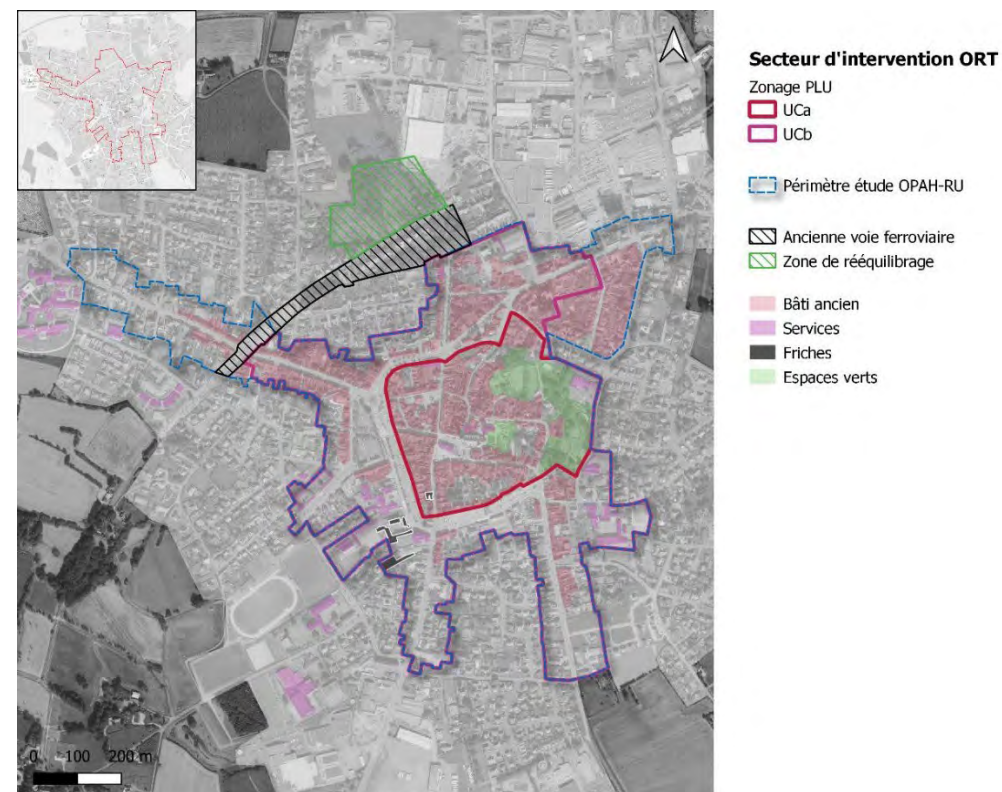 Secteur d'intervention ORT
Zonage PLU
UCa
UCb
Périmètre étude OPAH-RU
Ancienne voie ferroviaire
Zone de rééquilibrage
Bâti ancien
Services
Friches
Espaces verts
0 100 200 m